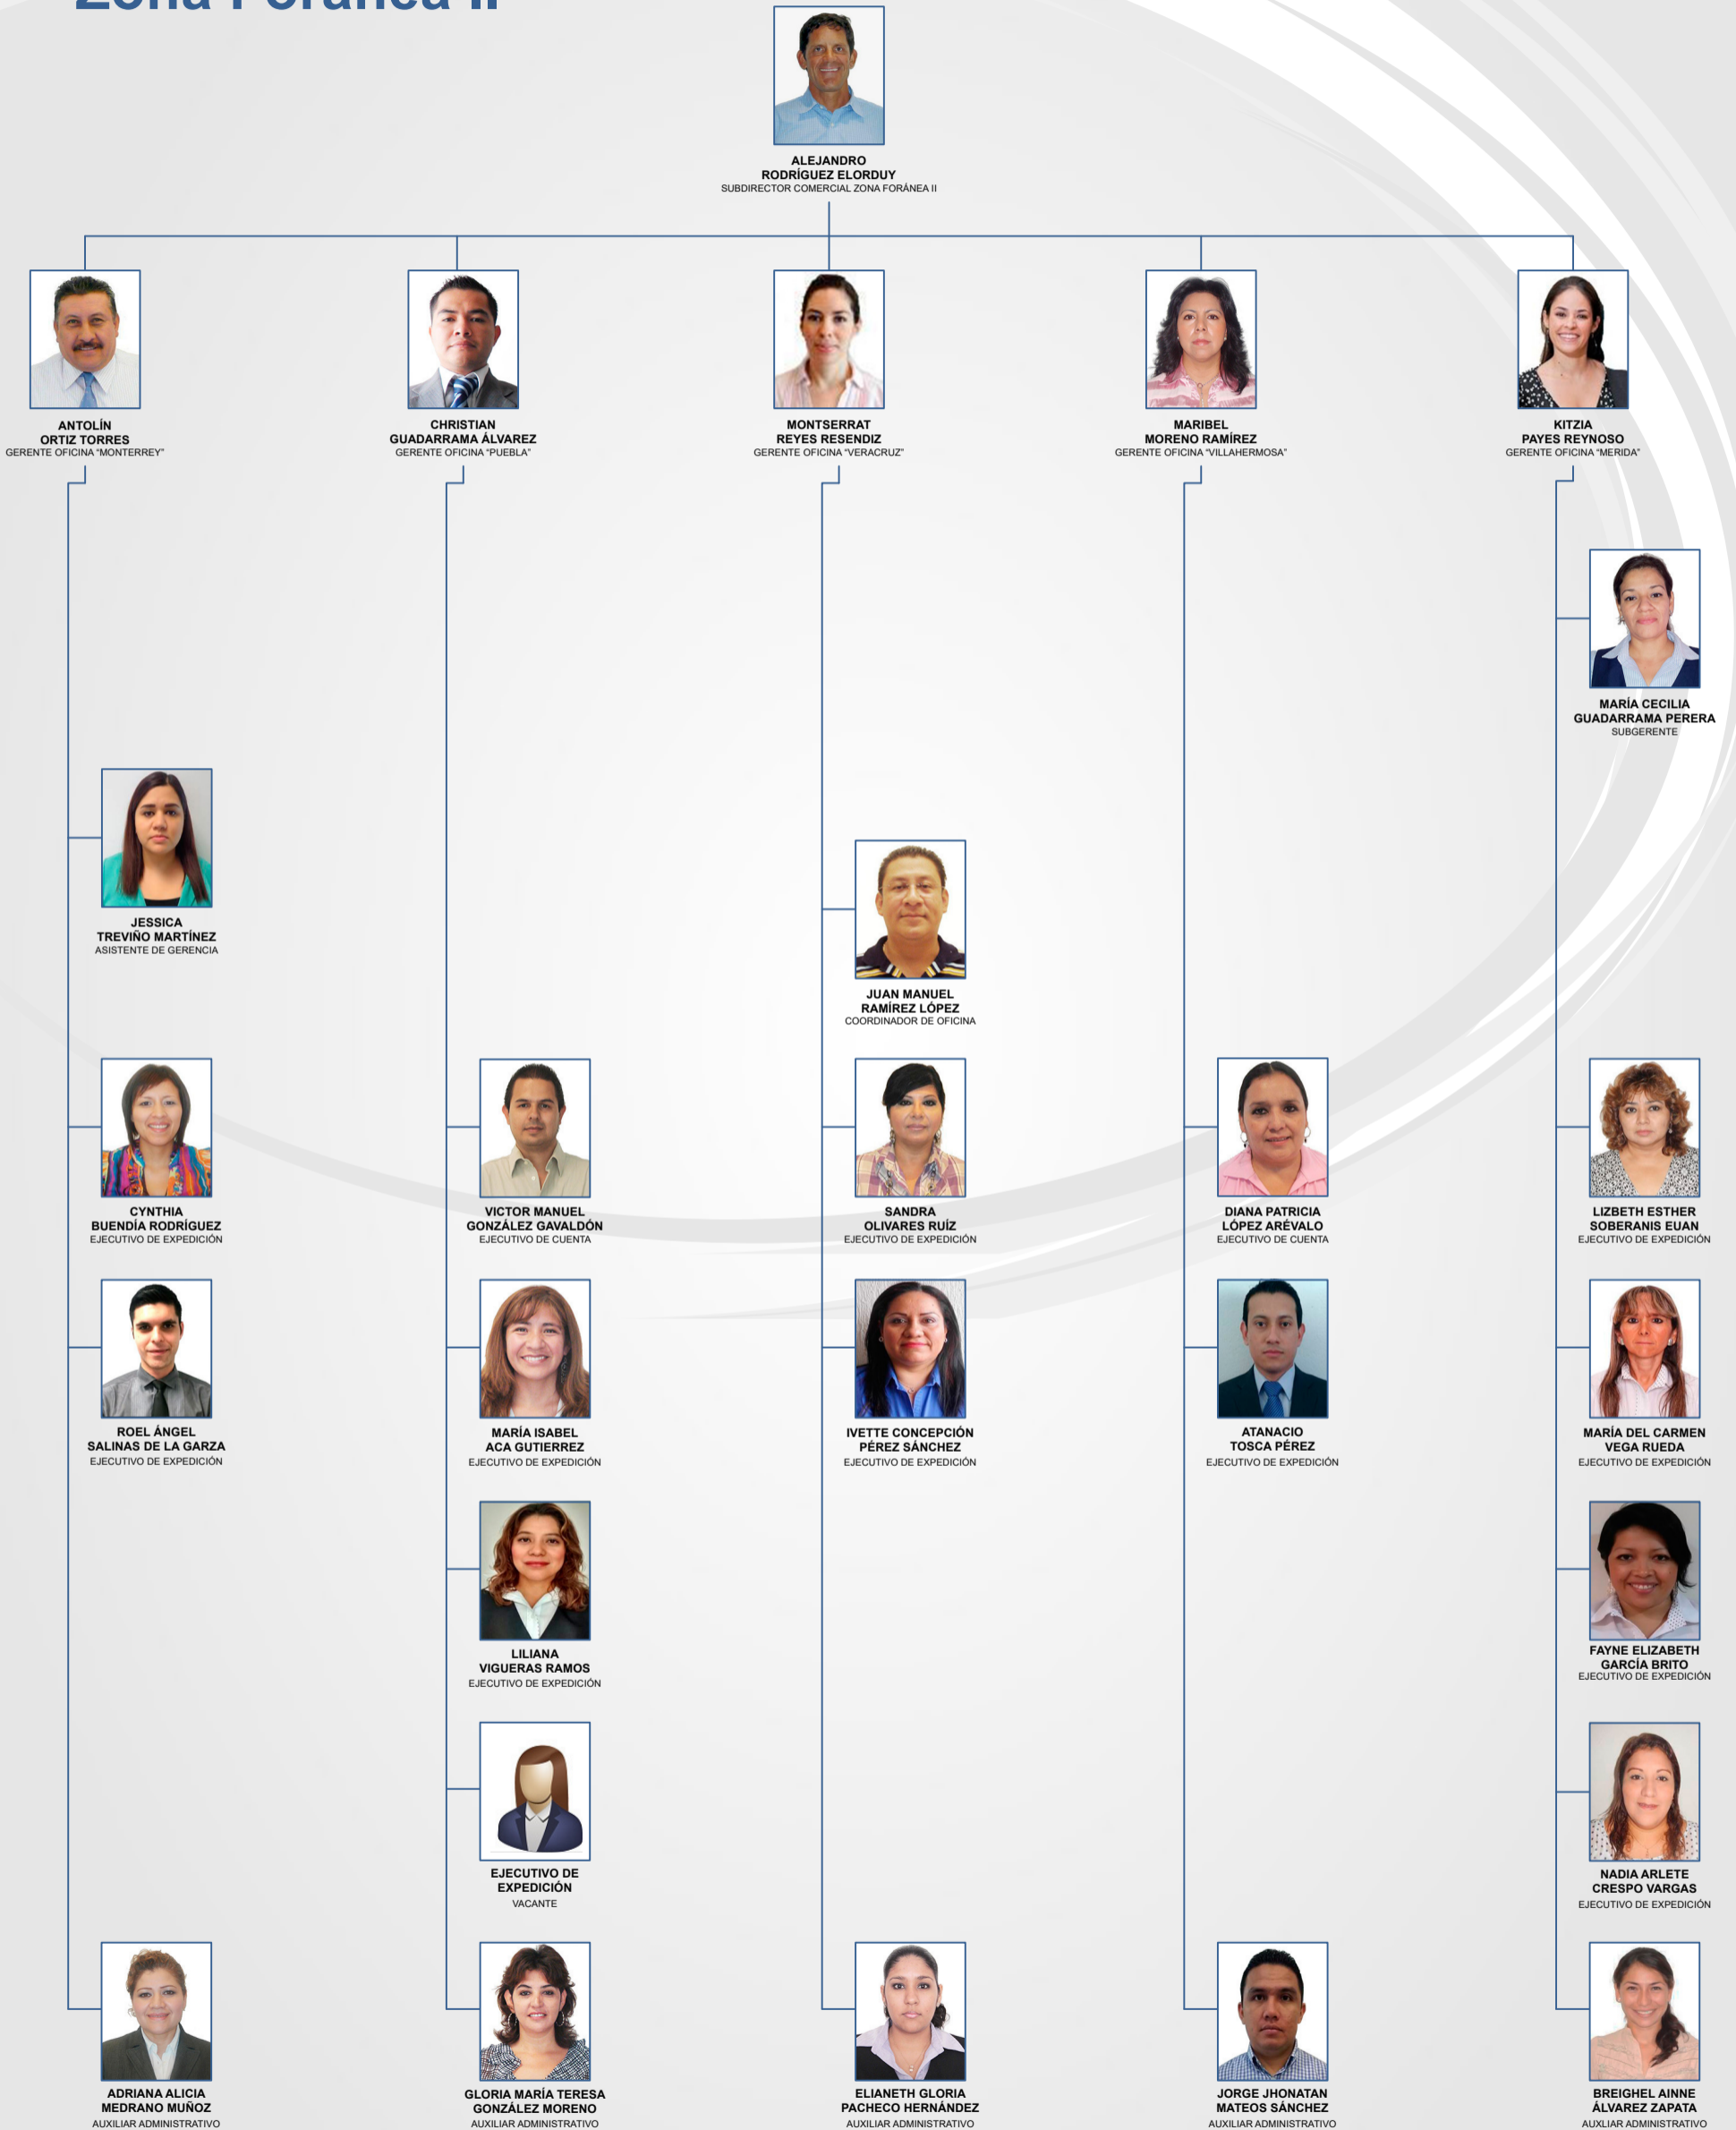 Zona Foránea II
ALEJANDRO
RODRÍGUEZ ELORDUY
SUBDIRECTOR COMERCIAL ZONA FORÁNEA II
ANTOLÍN
ORTIZ TORRES
GERENTE OFICINA “MONTERREY”
CHRISTIAN
GUADARRAMA ÁLVAREZ
GERENTE OFICINA “PUEBLA”
MONTSERRAT
REYES RESENDIZ
GERENTE OFICINA “VERACRUZ”
MARIBEL
MORENO RAMÍREZ
GERENTE OFICINA “VILLAHERMOSA”
KITZIA
PAYES REYNOSO
GERENTE OFICINA “MERIDA”
MARÍA CECILIA
GUADARRAMA PERERA
SUBGERENTE
JESSICA
TREVIÑO MARTÍNEZ
ASISTENTE DE GERENCIA
JUAN MANUEL
RAMÍREZ LÓPEZ
COORDINADOR DE OFICINA
CYNTHIA
BUENDÍA RODRÍGUEZ
EJECUTIVO DE EXPEDICIÓN
VICTOR MANUEL
GONZÁLEZ GAVALDÓN
EJECUTIVO DE CUENTA
SANDRA
OLIVARES RUÍZ
EJECUTIVO DE EXPEDICIÓN
DIANA PATRICIA
LÓPEZ ARÉVALO
EJECUTIVO DE CUENTA
LIZBETH ESTHER
SOBERANIS EUAN
EJECUTIVO DE EXPEDICIÓN
ROEL ÁNGEL
SALINAS DE LA GARZA
EJECUTIVO DE EXPEDICIÓN
MARÍA ISABEL
ACA GUTIERREZ
EJECUTIVO DE EXPEDICIÓN
IVETTE CONCEPCIÓN
PÉREZ SÁNCHEZ
EJECUTIVO DE EXPEDICIÓN
ATANACIO
TOSCA PÉREZ
EJECUTIVO DE EXPEDICIÓN
MARÍA DEL CARMEN
VEGA RUEDA
EJECUTIVO DE EXPEDICIÓN
LILIANA
VIGUERAS RAMOS
EJECUTIVO DE EXPEDICIÓN
FAYNE ELIZABETH
GARCÍA BRITO
EJECUTIVO DE EXPEDICIÓN
EJECUTIVO DE
EXPEDICIÓN
VACANTE
NADIA ARLETE
CRESPO VARGAS
EJECUTIVO DE EXPEDICIÓN
ADRIANA ALICIA
MEDRANO MUÑOZ
AUXILIAR ADMINISTRATIVO
GLORIA MARÍA TERESA
GONZÁLEZ MORENO
AUXILIAR ADMINISTRATIVO
ELIANETH GLORIA
PACHECO HERNÁNDEZ
AUXILIAR ADMINISTRATIVO
JORGE JHONATAN
MATEOS SÁNCHEZ
AUXILIAR ADMINISTRATIVO
BREIGHEL AINNE
ÁLVAREZ ZAPATA
AUXLIAR ADMINISTRATIVO